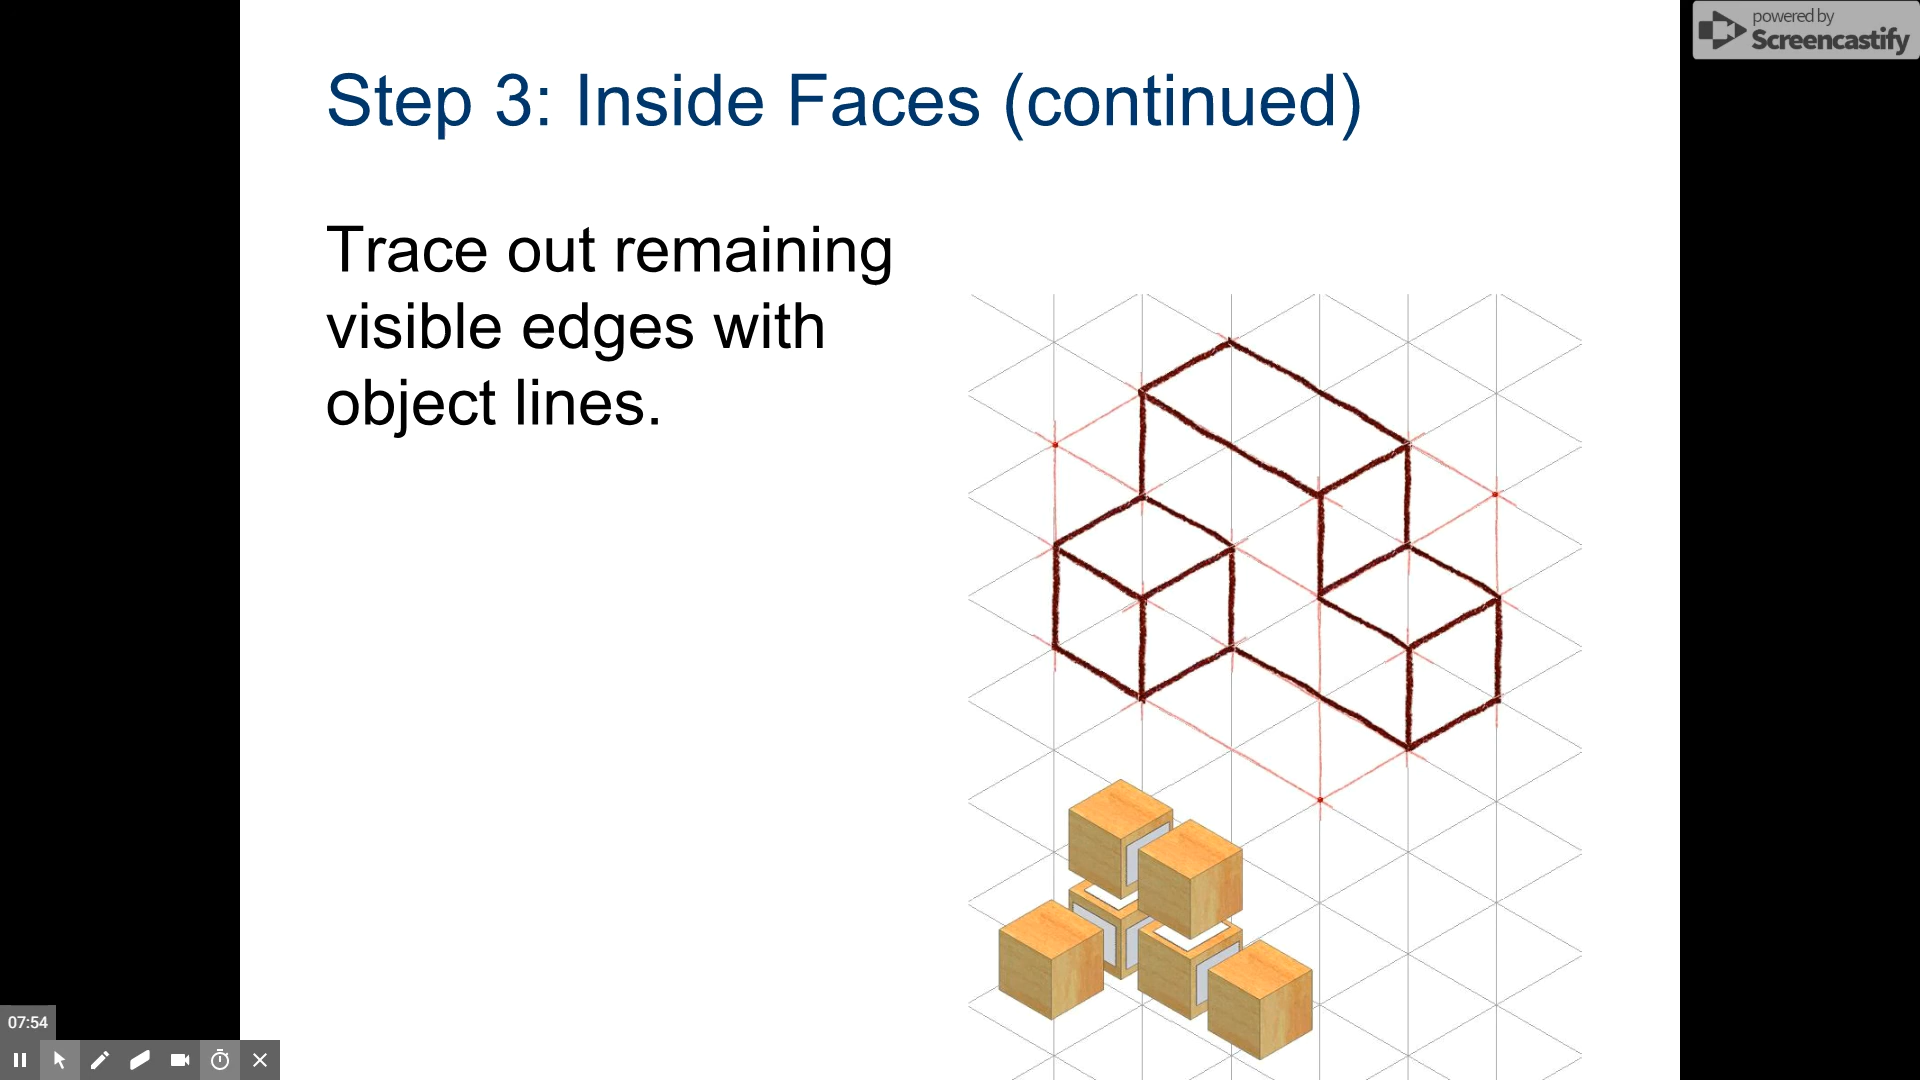 powered by
Screencastify
Step 3: Inside Faces (continued)
Trace out remaining
visible edges with
object lines.
07:54